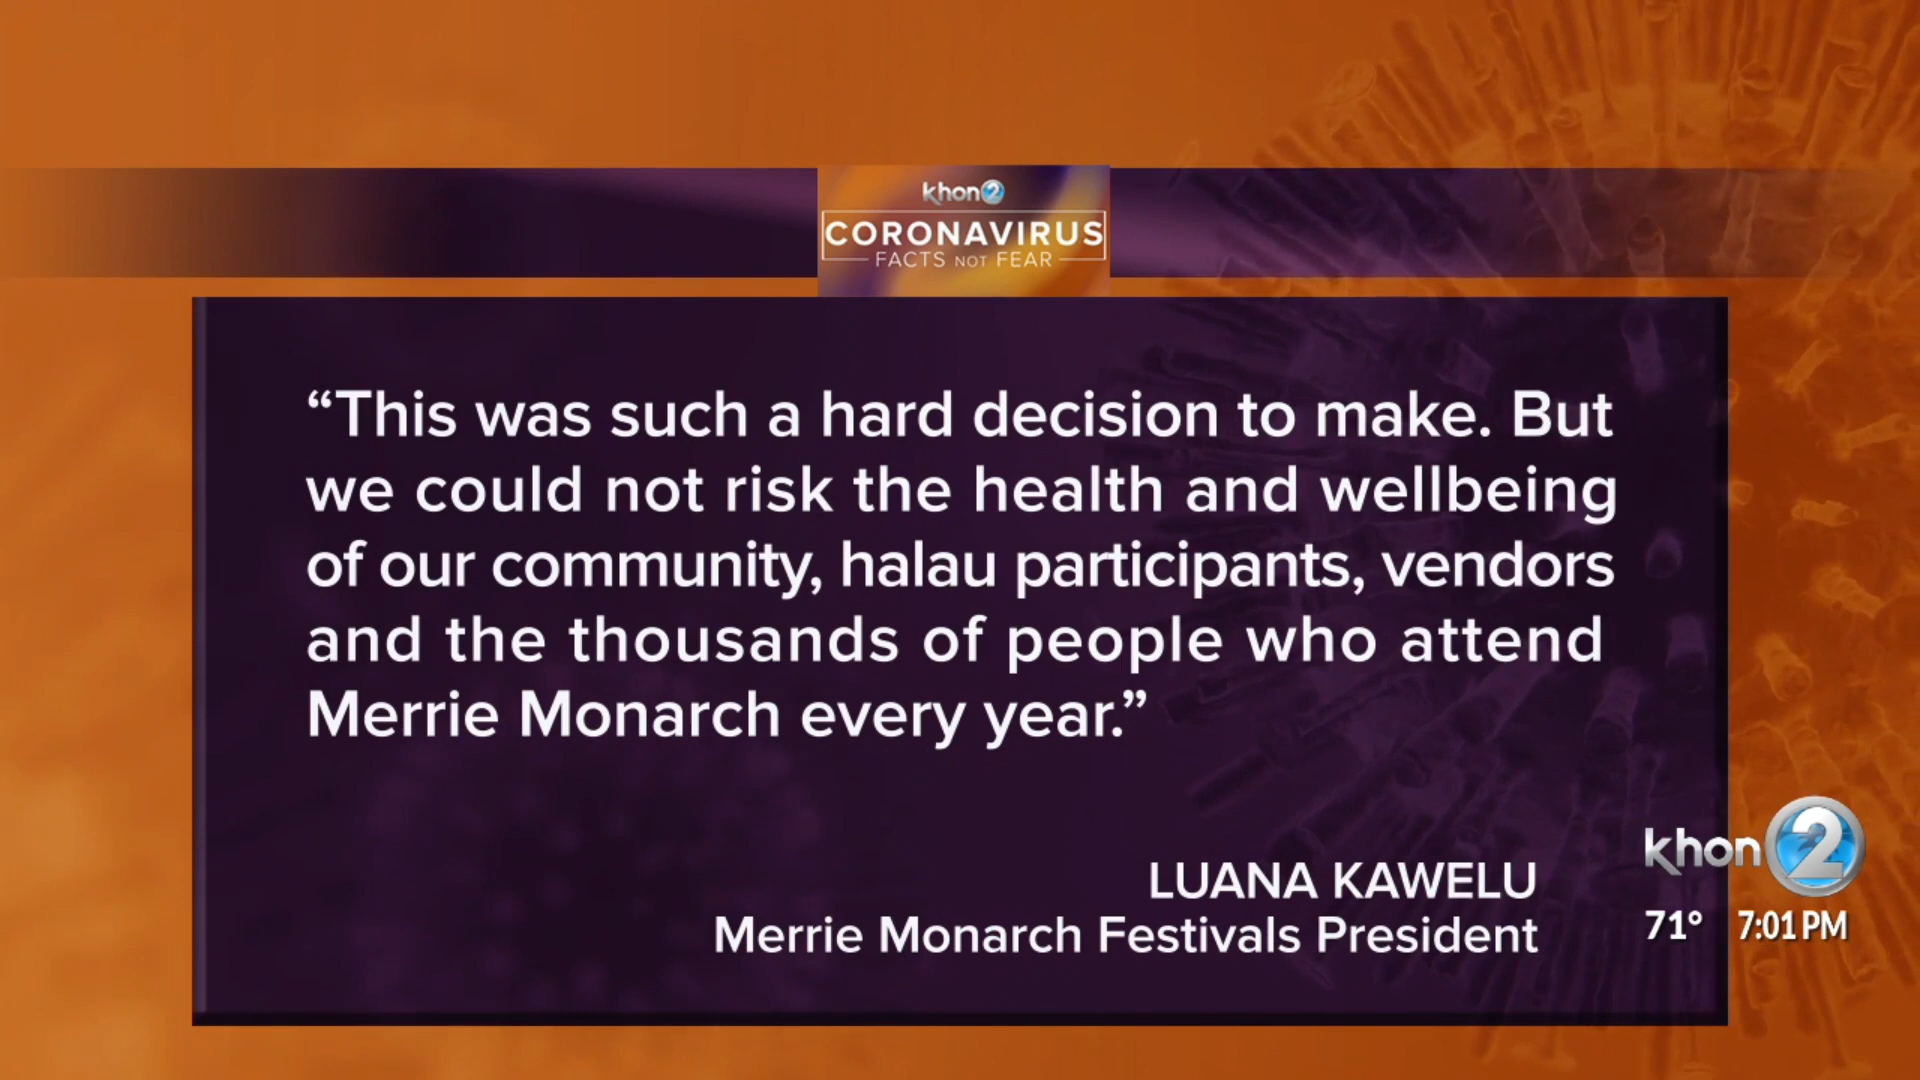 khon2
CORONAVIRUS
FACTS NOT FEAR
“This was such a hard decision to make. But
we could not risk the health and wellbeing
of our community, halau participants, vendors
and the thousands of people who attend
Merrie Monarch every year.”
LUANA KAWELU
Merrie Monarch Festivals President
khon2
71° 7:01 PM